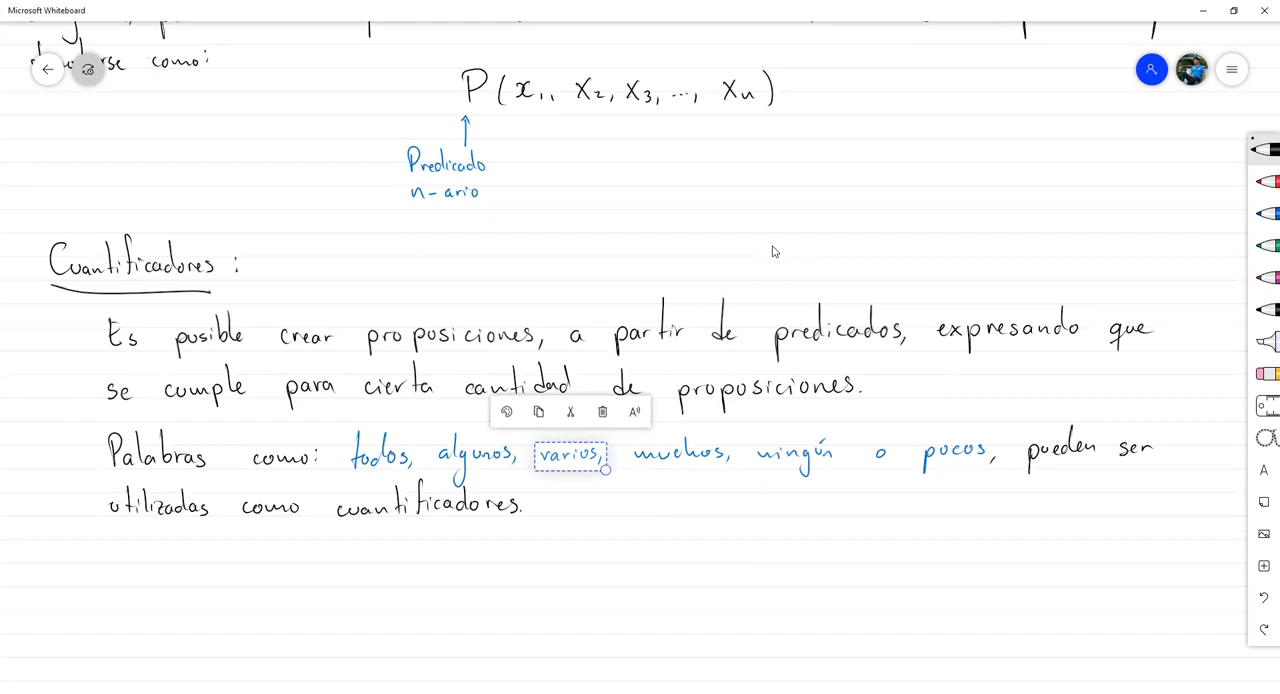 Microsoft Whiteboard
como:
P(x₁, x₂, x₃, ..., xₙ)
Predicado
n-ario
Cuantificadores:
Es posible crear proposiciones, a partir de predicados, expresando que
se cumple para cierta cantidad de proposiciones.
Palabras como: todos, algunos, varios, muchos, ningún o pocos, pueden ser
utilizadas como cuantificadores.